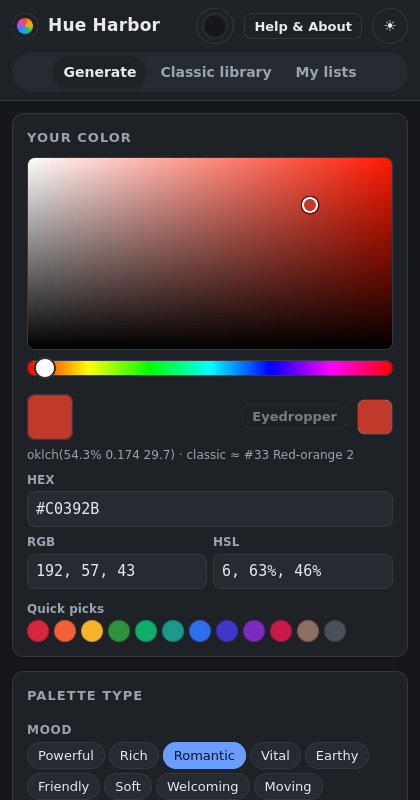 Hue Harbor
Help & About
☀
Generate Classic library My lists
YOUR COLOR
Eyedropper
oklch(54.3% 0.174 29.7) · classic ≈ #33 Red-orange 2
HEX
#C0392B
RGB HSL
192, 57, 43 6, 63%, 46%
Quick picks
PALETTE TYPE
MOOD
Powerful Rich Romantic Vital Earthy
Friendly Soft Welcoming Moving